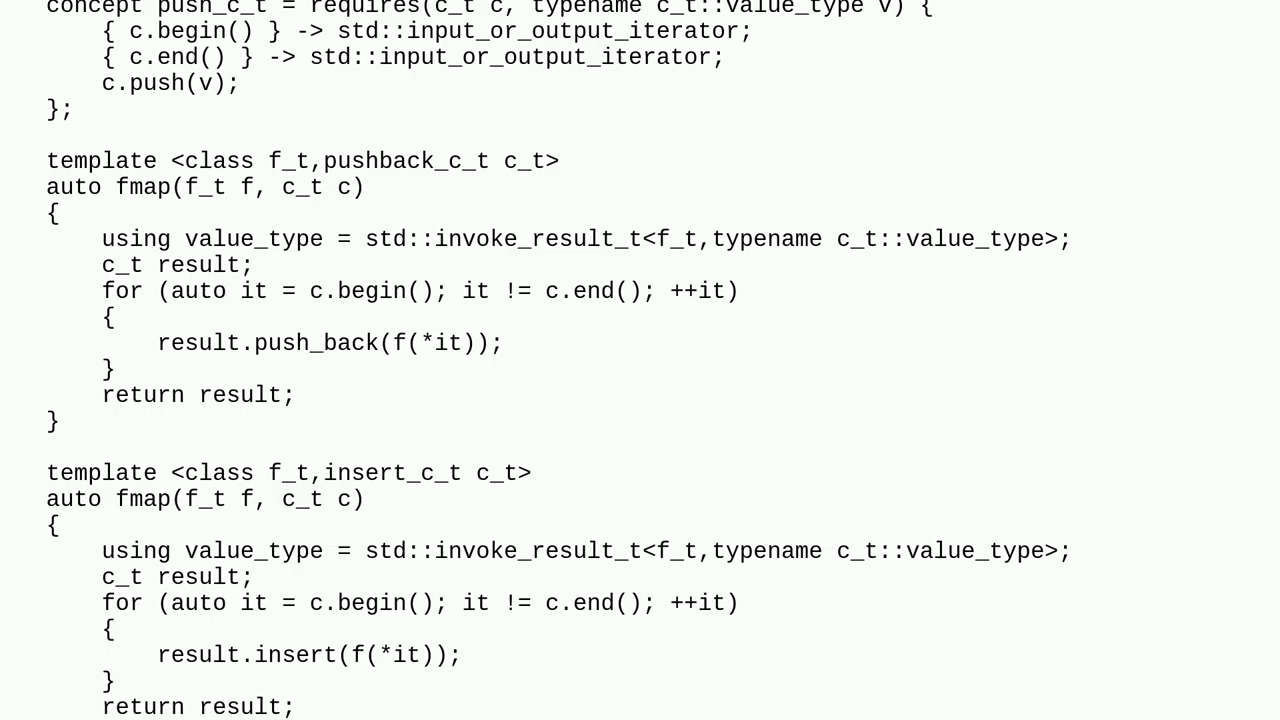 concept push_c_t = requires(c_t c, typename c_t::value_type v) {
{ c.begin() } -> std::input_or_output_iterator;
{ c.end() } -> std::input_or_output_iterator;
c.push(v);
};
template <class f_t,pushback_c_t c_t>
auto fmap(f_t f, c_t c)
{
using value_type = std::invoke_result_t<f_t,typename c_t::value_type>;
c_t result;
for (auto it = c.begin(); it != c.end(); ++it)
{
result.push_back(f(*it));
}
return result;
}
template <class f_t,insert_c_t c_t>
auto fmap(f_t f, c_t c)
{
using value_type = std::invoke_result_t<f_t,typename c_t::value_type>;
c_t result;
for (auto it = c.begin(); it != c.end(); ++it)
{
result.insert(f(*it));
}
return result;